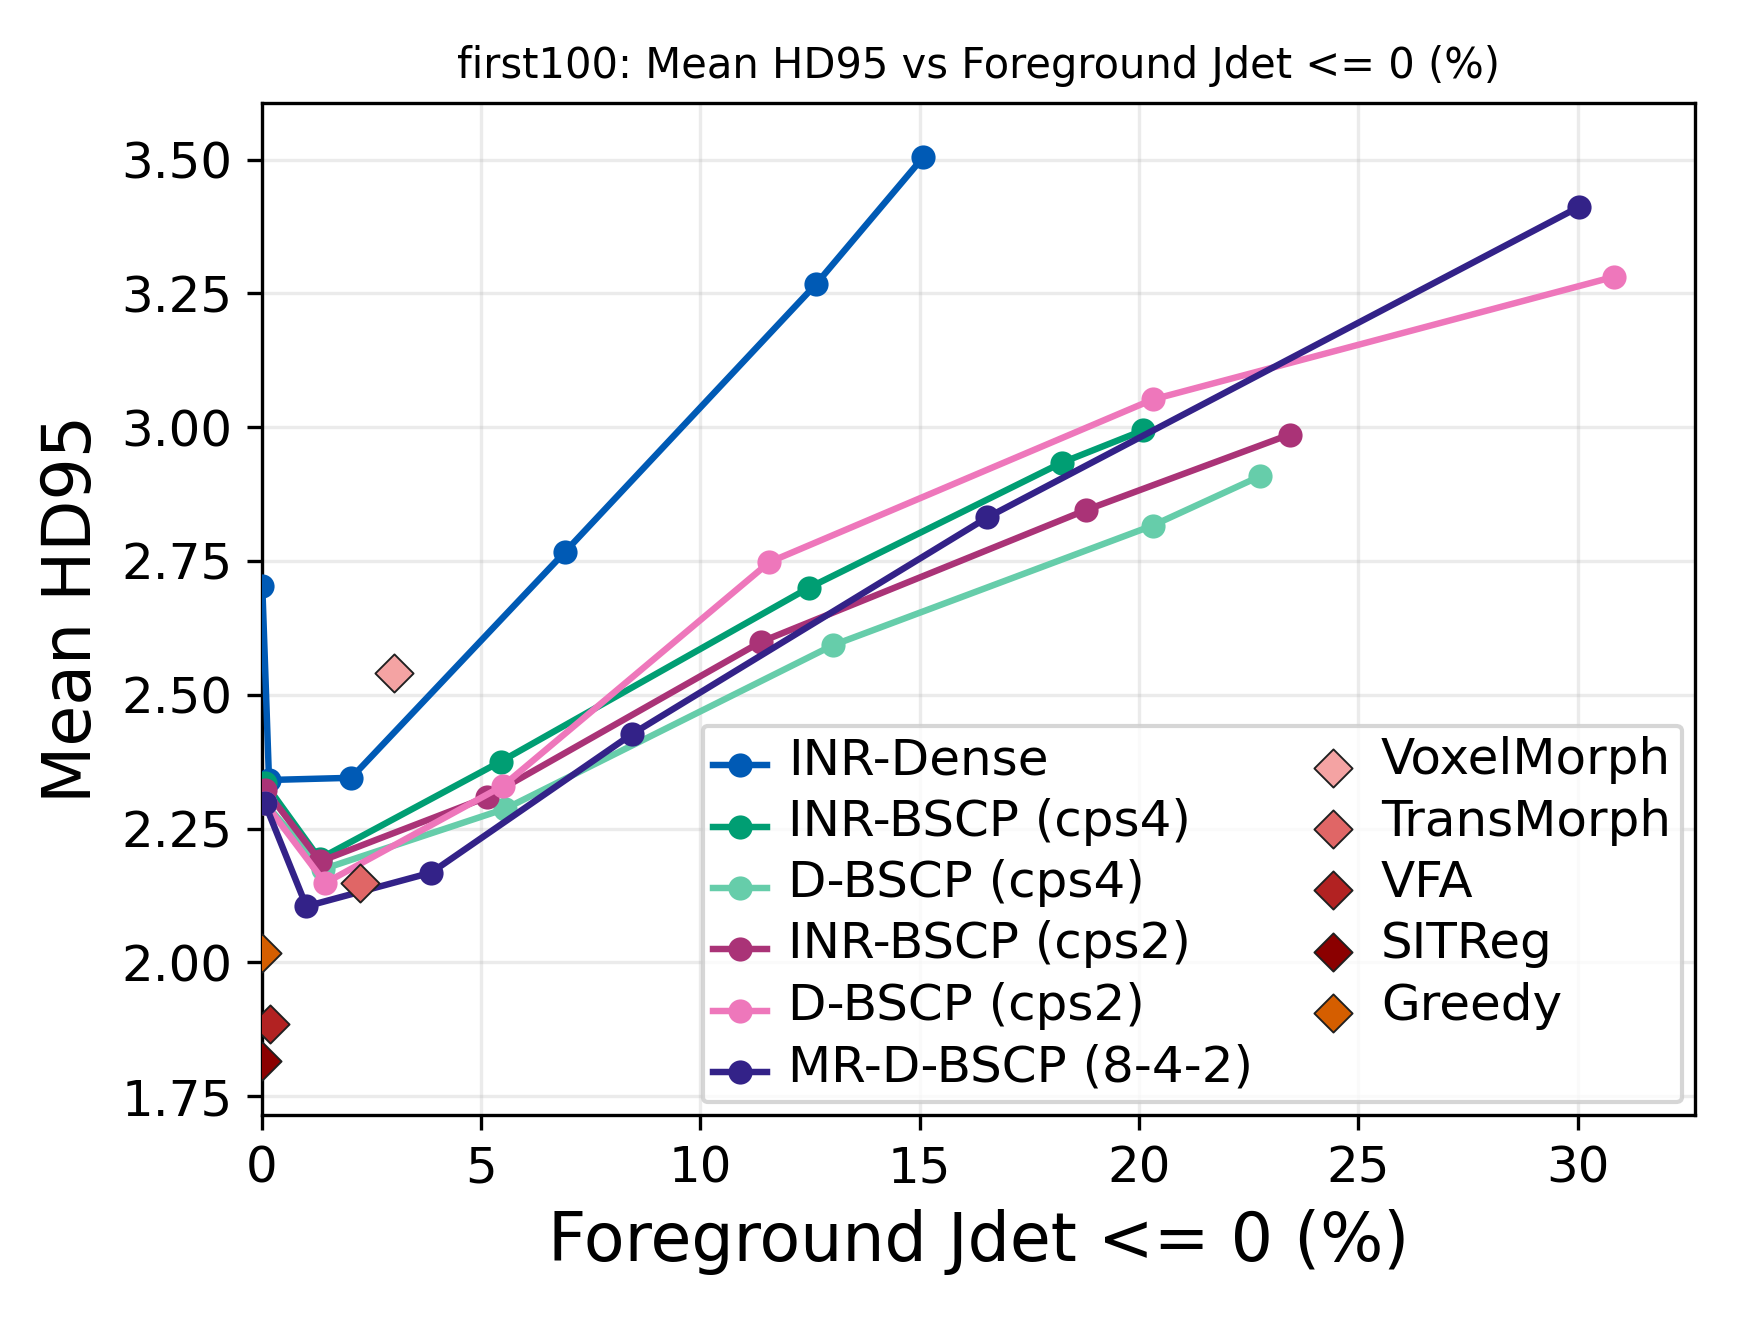 first100: Mean HD95 vs Foreground Jdet <= 0 (%)
Mean HD95
3.50
3.25
3.00
2.75
2.50
2.25
2.00
1.75
INR-Dense
INR-BSCP (cps4)
D-BSCP (cps4)
INR-BSCP (cps2)
D-BSCP (cps2)
MR-D-BSCP (8-4-2)
VoxelMorph
TransMorph
VFA
SITReg
Greedy
0 5 10 15 20 25 30
Foreground Jdet <= 0 (%)